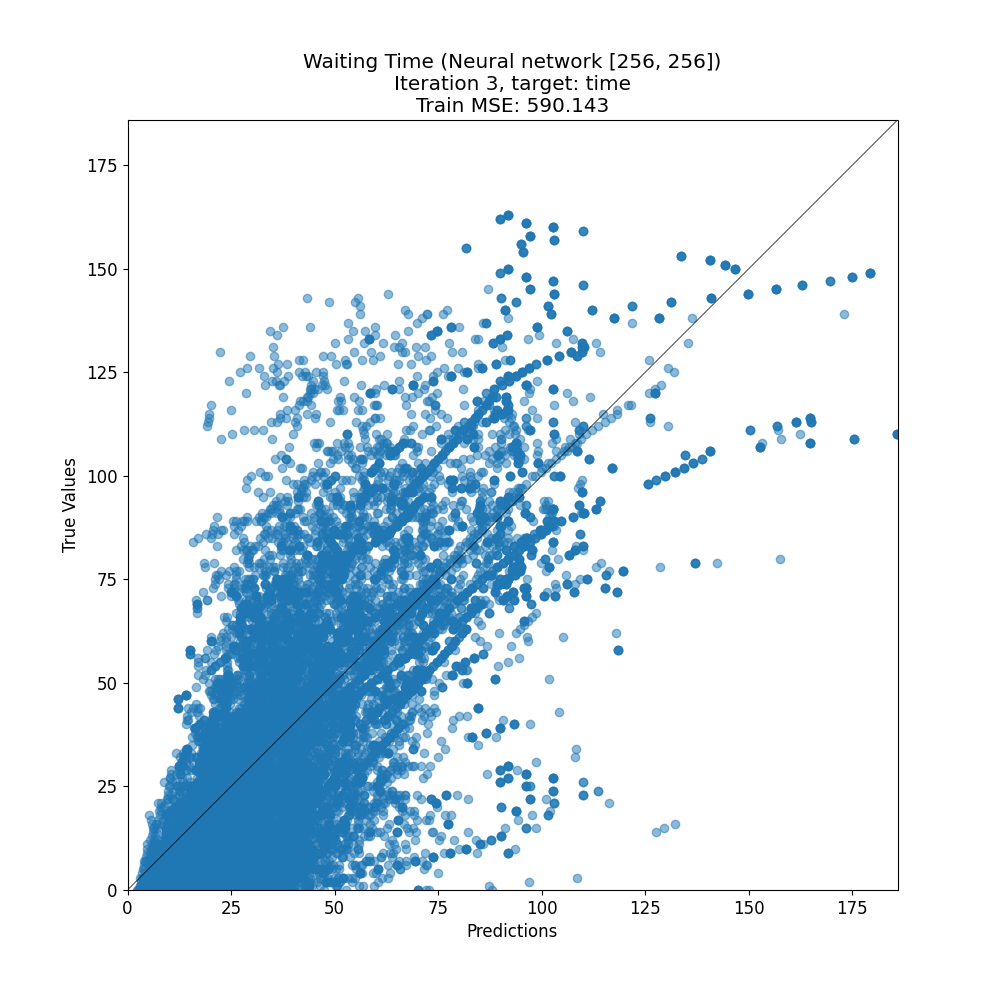 Waiting Time (Neural network [256, 256])
Iteration 3, target: time
Train MSE: 590.143
175
150
125
100
75
50
25
0
True Values
0 25 50 75 100 125 150 175
Predictions